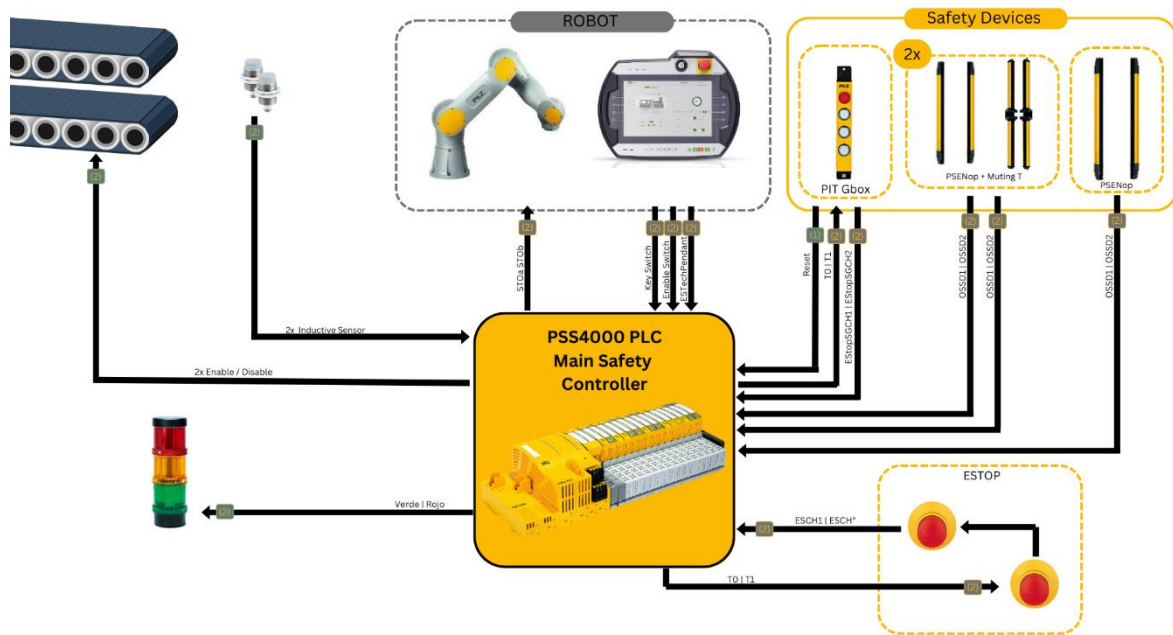 ROBOT
Safety Devices
2x
PILZ
PIT Gbox
PSENop + Muting T
PSENop
(2)
(2)
(2)
(2)
(2)
(2)
(1)
(2)
(2)
(2)
(2)
(2)
STOa STOb
Key Switch
Enable Switch
ESTechPendant
Reset
T0 | T1
EStopSGCH1 | EStopSGCH2
OSSD1 | OSSD2
OSSD1 | OSSD2
OSSD1 | OSSD2
2x Inductive Sensor
2x Enable / Disable
PSS4000 PLC
Main Safety
Controller
Verde | Rojo
(2)
ESTOP
ESCH1 | ESCH"
(2)
T0 | T1
(2)